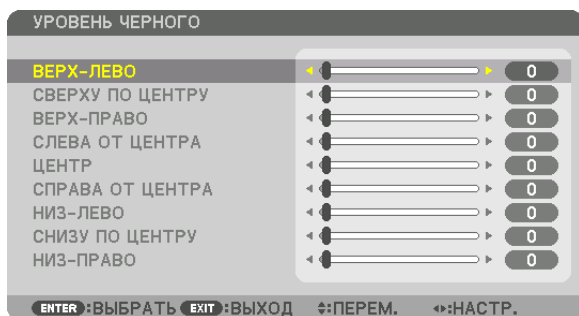 УРОВЕНЬ ЧЕРНОГО
ВЕРХ-ЛЕВО 0
СВЕРХУ ПО ЦЕНТРУ 0
ВЕРХ-ПРАВО 0
СЛЕВА ОТ ЦЕНТРА 0
ЦЕНТР 0
СПРАВА ОТ ЦЕНТРА 0
НИЗ-ЛЕВО 0
СНИЗУ ПО ЦЕНТРУ 0
НИЗ-ПРАВО 0
ENTER :ВЫБРАТЬ EXIT :ВЫХОД :ПЕРЕМ. :НАСТР.